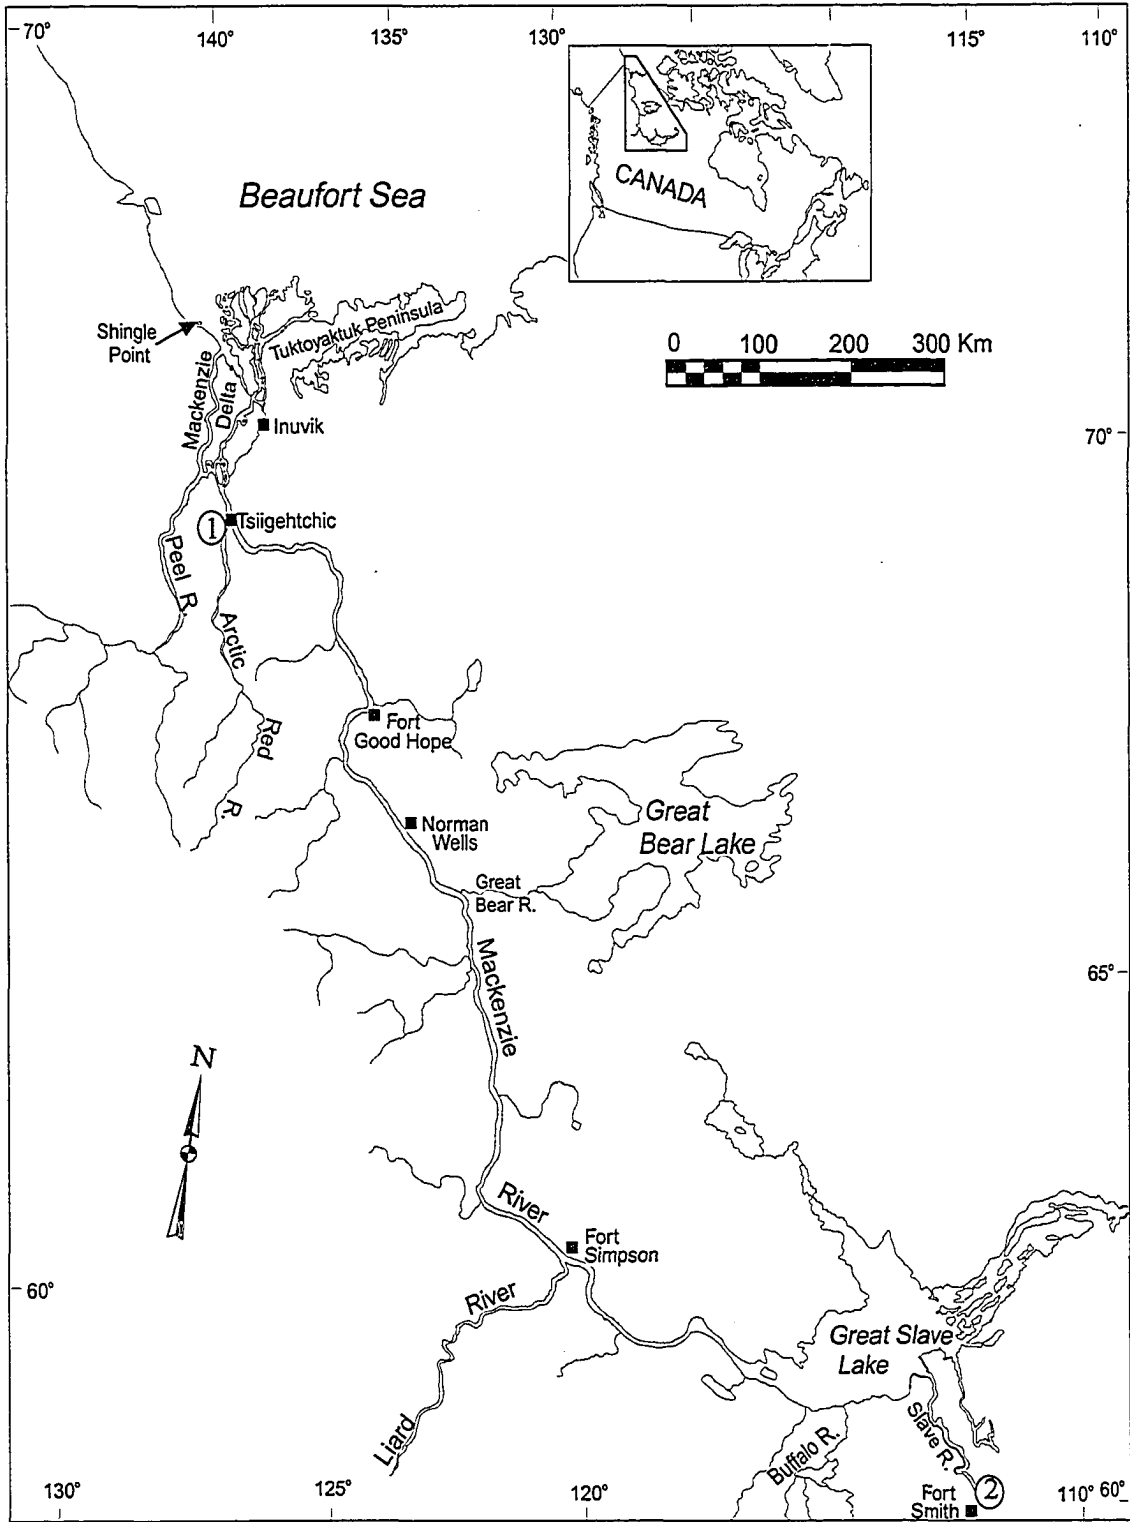 70°
140°
135°
130°
115°
110°
Beaufort Sea
CANADA
Shingle
Point
Tuktoyaktuk Peninsula
Mackenzie
Delta
0 100 200 300 Km
Inuvik
70°
1
Tsiigehtchic
Peel R.
Arctic
Red
R.
Fort
Good Hope
Great
Bear Lake
Norman
Wells
Great
Bear R.
Mackenzie
65°
N
River
Fort
Simpson
60°
River
Liard
Great Slave
Lake
Slave R.
Buffalo R.
2
Fort
Smith
130°
125°
120°
110°
60°